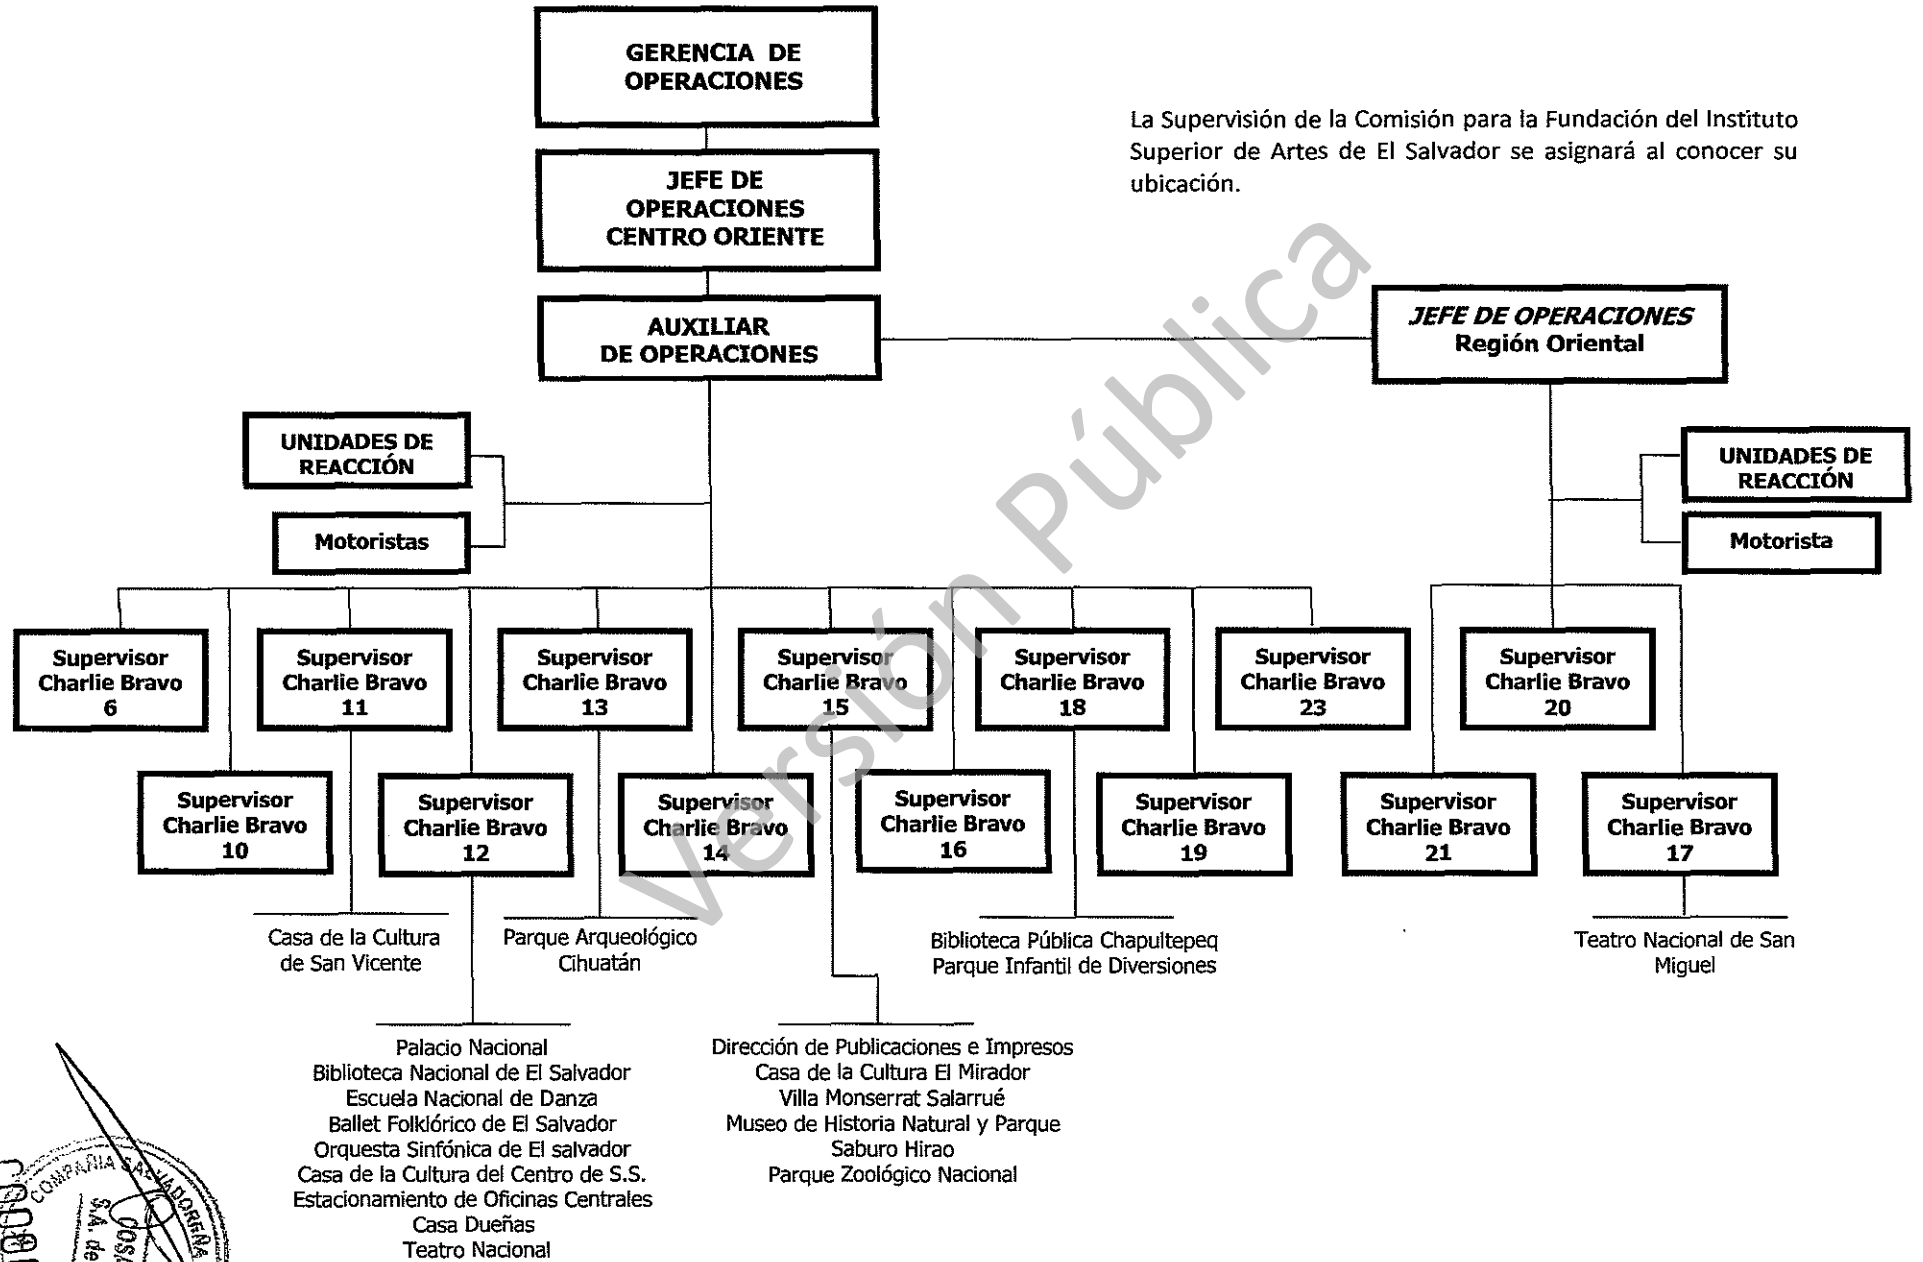 GERENCIA DE
OPERACIONES
La Supervisión de la Comisión para la Fundación del Instituto
Superior de Artes de El Salvador se asignará al conocer su
ubicación.
JEFE DE
OPERACIONES
CENTRO ORIENTE
AUXILIAR
DE OPERACIONES
JEFE DE OPERACIONES
Región Oriental
UNIDADES DE
REACCIÓN
Motoristas
UNIDADES DE
REACCIÓN
Motorista
Supervisor
Charlie Bravo
6
Supervisor
Charlie Bravo
11
Supervisor
Charlie Bravo
13
Supervisor
Charlie Bravo
15
Supervisor
Charlie Bravo
18
Supervisor
Charlie Bravo
23
Supervisor
Charlie Bravo
20
Supervisor
Charlie Bravo
10
Supervisor
Charlie Bravo
12
Supervisor
Charlie Bravo
14
Supervisor
Charlie Bravo
16
Supervisor
Charlie Bravo
19
Supervisor
Charlie Bravo
21
Supervisor
Charlie Bravo
17
Casa de la Cultura
de San Vicente
Parque Arqueológico
Cihuatán
Biblioteca Pública Chapultepeq
Parque Infantil de Diversiones
Teatro Nacional de San
Miguel
Palacio Nacional
Biblioteca Nacional de El Salvador
Escuela Nacional de Danza
Ballet Folklórico de El Salvador
Orquesta Sinfónica de El salvador
Casa de la Cultura del Centro de S.S.
Estacionamiento de Oficinas Centrales
Casa Dueñas
Teatro Nacional
Dirección de Publicaciones e Impresos
Casa de la Cultura El Mirador
Villa Monserrat Salarrué
Museo de Historia Natural y Parque
Saburo Hirao
Parque Zoológico Nacional
Versión Pública
COMPAÑIA SALVADOREÑA
S.A. de